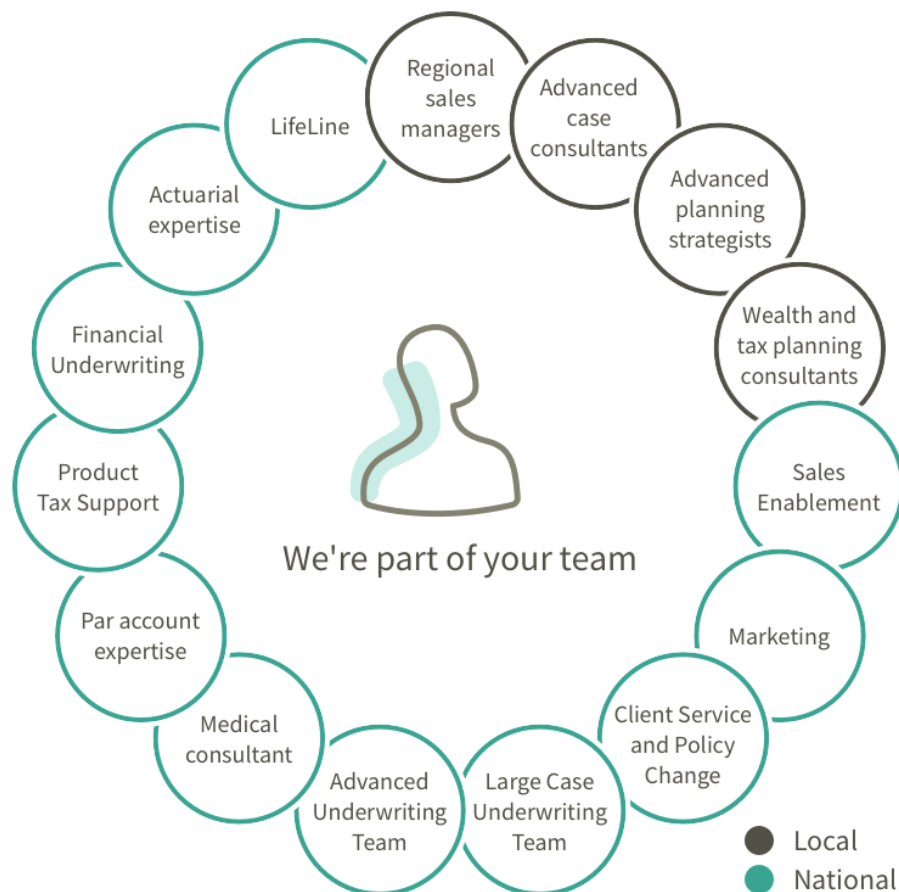 Regional
sales
managers
Advanced
case
consultants
Advanced
planning
strategists
Wealth and
tax planning
consultants
Sales
Enablement
Marketing
Client Service
and Policy
Change
Large Case
Underwriting
Team
Advanced
Underwriting
Team
Medical
consultant
Par account
expertise
Product
Tax Support
Financial
Underwriting
Actuarial
expertise
LifeLine
We're part of your team
Local
National